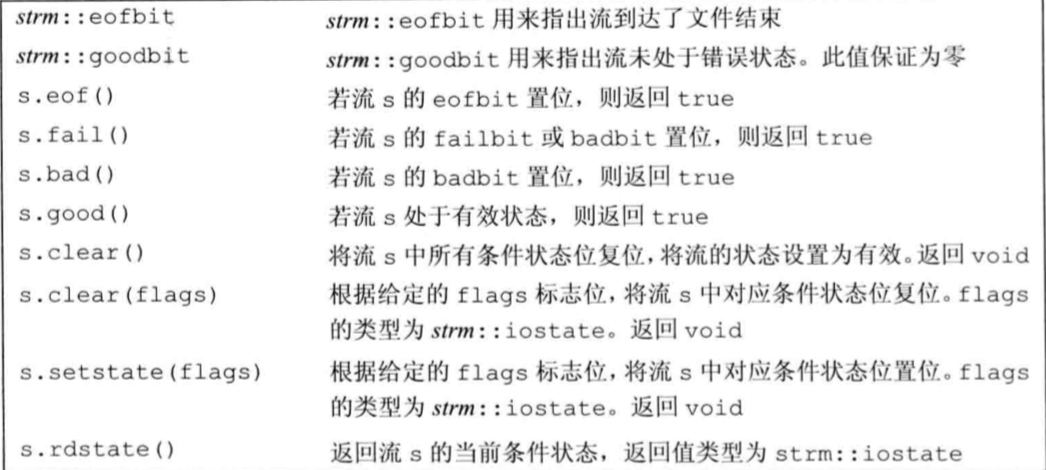 strm::eofbit strm::eofbit 用来指出流到达了文件结束
strm::goodbit strm::goodbit 用来指出流未处于错误状态。此值保证为零
s.eof() 若流 s 的 eofbit 置位，则返回 true
s.fail() 若流 s 的 failbit 或 badbit 置位，则返回 true
s.bad() 若流 s 的 badbit 置位，则返回 true
s.good() 若流 s 处于有效状态，则返回 true
s.clear() 将流 s 中所有条件状态位复位，将流的状态设置为有效。返回 void
s.clear(flags) 根据给定的 flags 标志位，将流 s 中对应条件状态位复位。flags
的类型为 strm::iostate。返回 void
s.setstate(flags) 根据给定的 flags 标志位，将流 s 中对应条件状态位置位。flags
的类型为 strm::iostate。返回 void
s.rdstate() 返回流 s 的当前条件状态，返回值类型为 strm::iostate